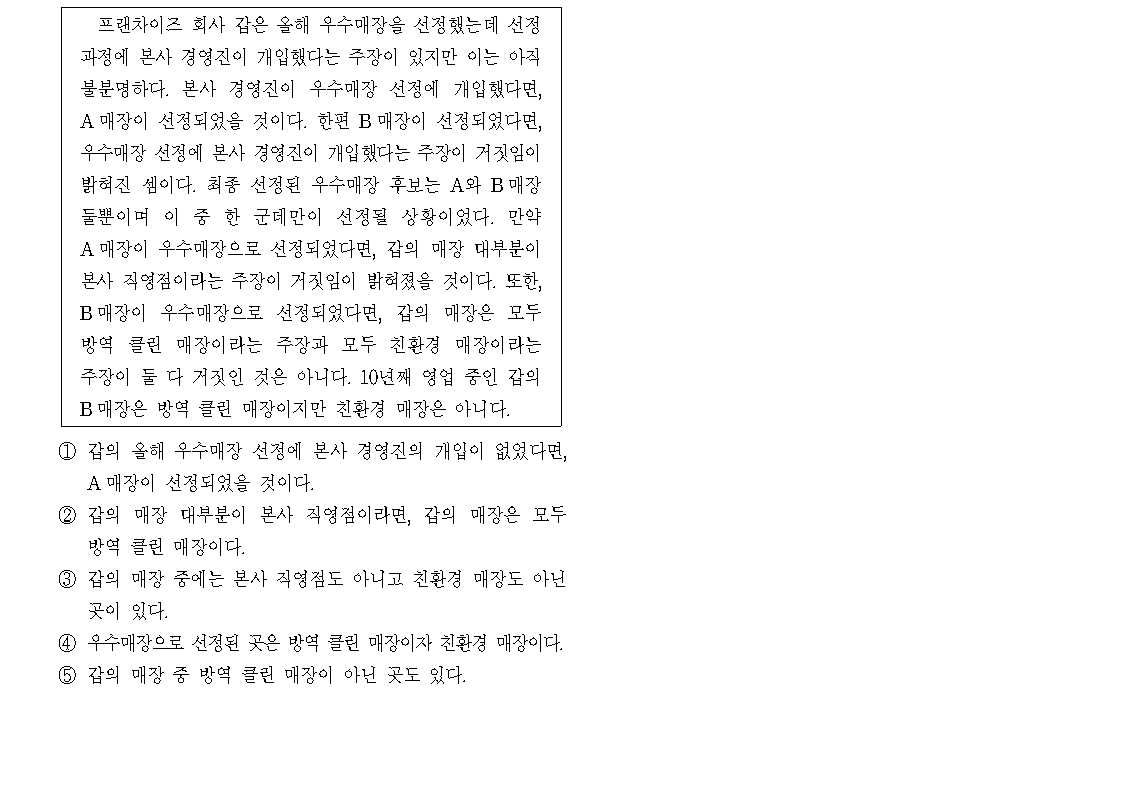 프랜차이즈 회사 갑은 올해 우수매장을 선정했는데 선정
과정에 본사 경영진이 개입했다는 주장이 있지만 이는 아직
불분명하다. 본사 경영진이 우수매장 선정에 개입했다면,
A 매장이 선정되었을 것이다. 한편 B 매장이 선정되었다면,
우수매장 선정에 본사 경영진이 개입했다는 주장이 거짓임이
밝혀진 셈이다. 최종 선정된 우수매장 후보는 A와 B 매장
둘뿐이며 이 중 한 군데만이 선정될 상황이었다. 만약
A 매장이 우수매장으로 선정되었다면, 갑의 매장 대부분이
본사 직영점이라는 주장이 거짓임이 밝혀졌을 것이다. 또한,
B 매장이 우수매장으로 선정되었다면, 갑의 매장은 모두
방역 클린 매장이라는 주장과 모두 친환경 매장이라는
주장이 둘 다 거짓인 것은 아니다. 10년째 영업 중인 갑의
B 매장은 방역 클린 매장이지만 친환경 매장은 아니다.
① 갑의 올해 우수매장 선정에 본사 경영진의 개입이 없었다면,
A 매장이 선정되었을 것이다.
② 갑의 매장 대부분이 본사 직영점이라면, 갑의 매장은 모두
방역 클린 매장이다.
③ 갑의 매장 중에는 본사 직영점도 아니고 친환경 매장도 아닌
곳이 있다.
④ 우수매장으로 선정된 곳은 방역 클린 매장이자 친환경 매장이다.
⑤ 갑의 매장 중 방역 클린 매장이 아닌 곳도 있다.